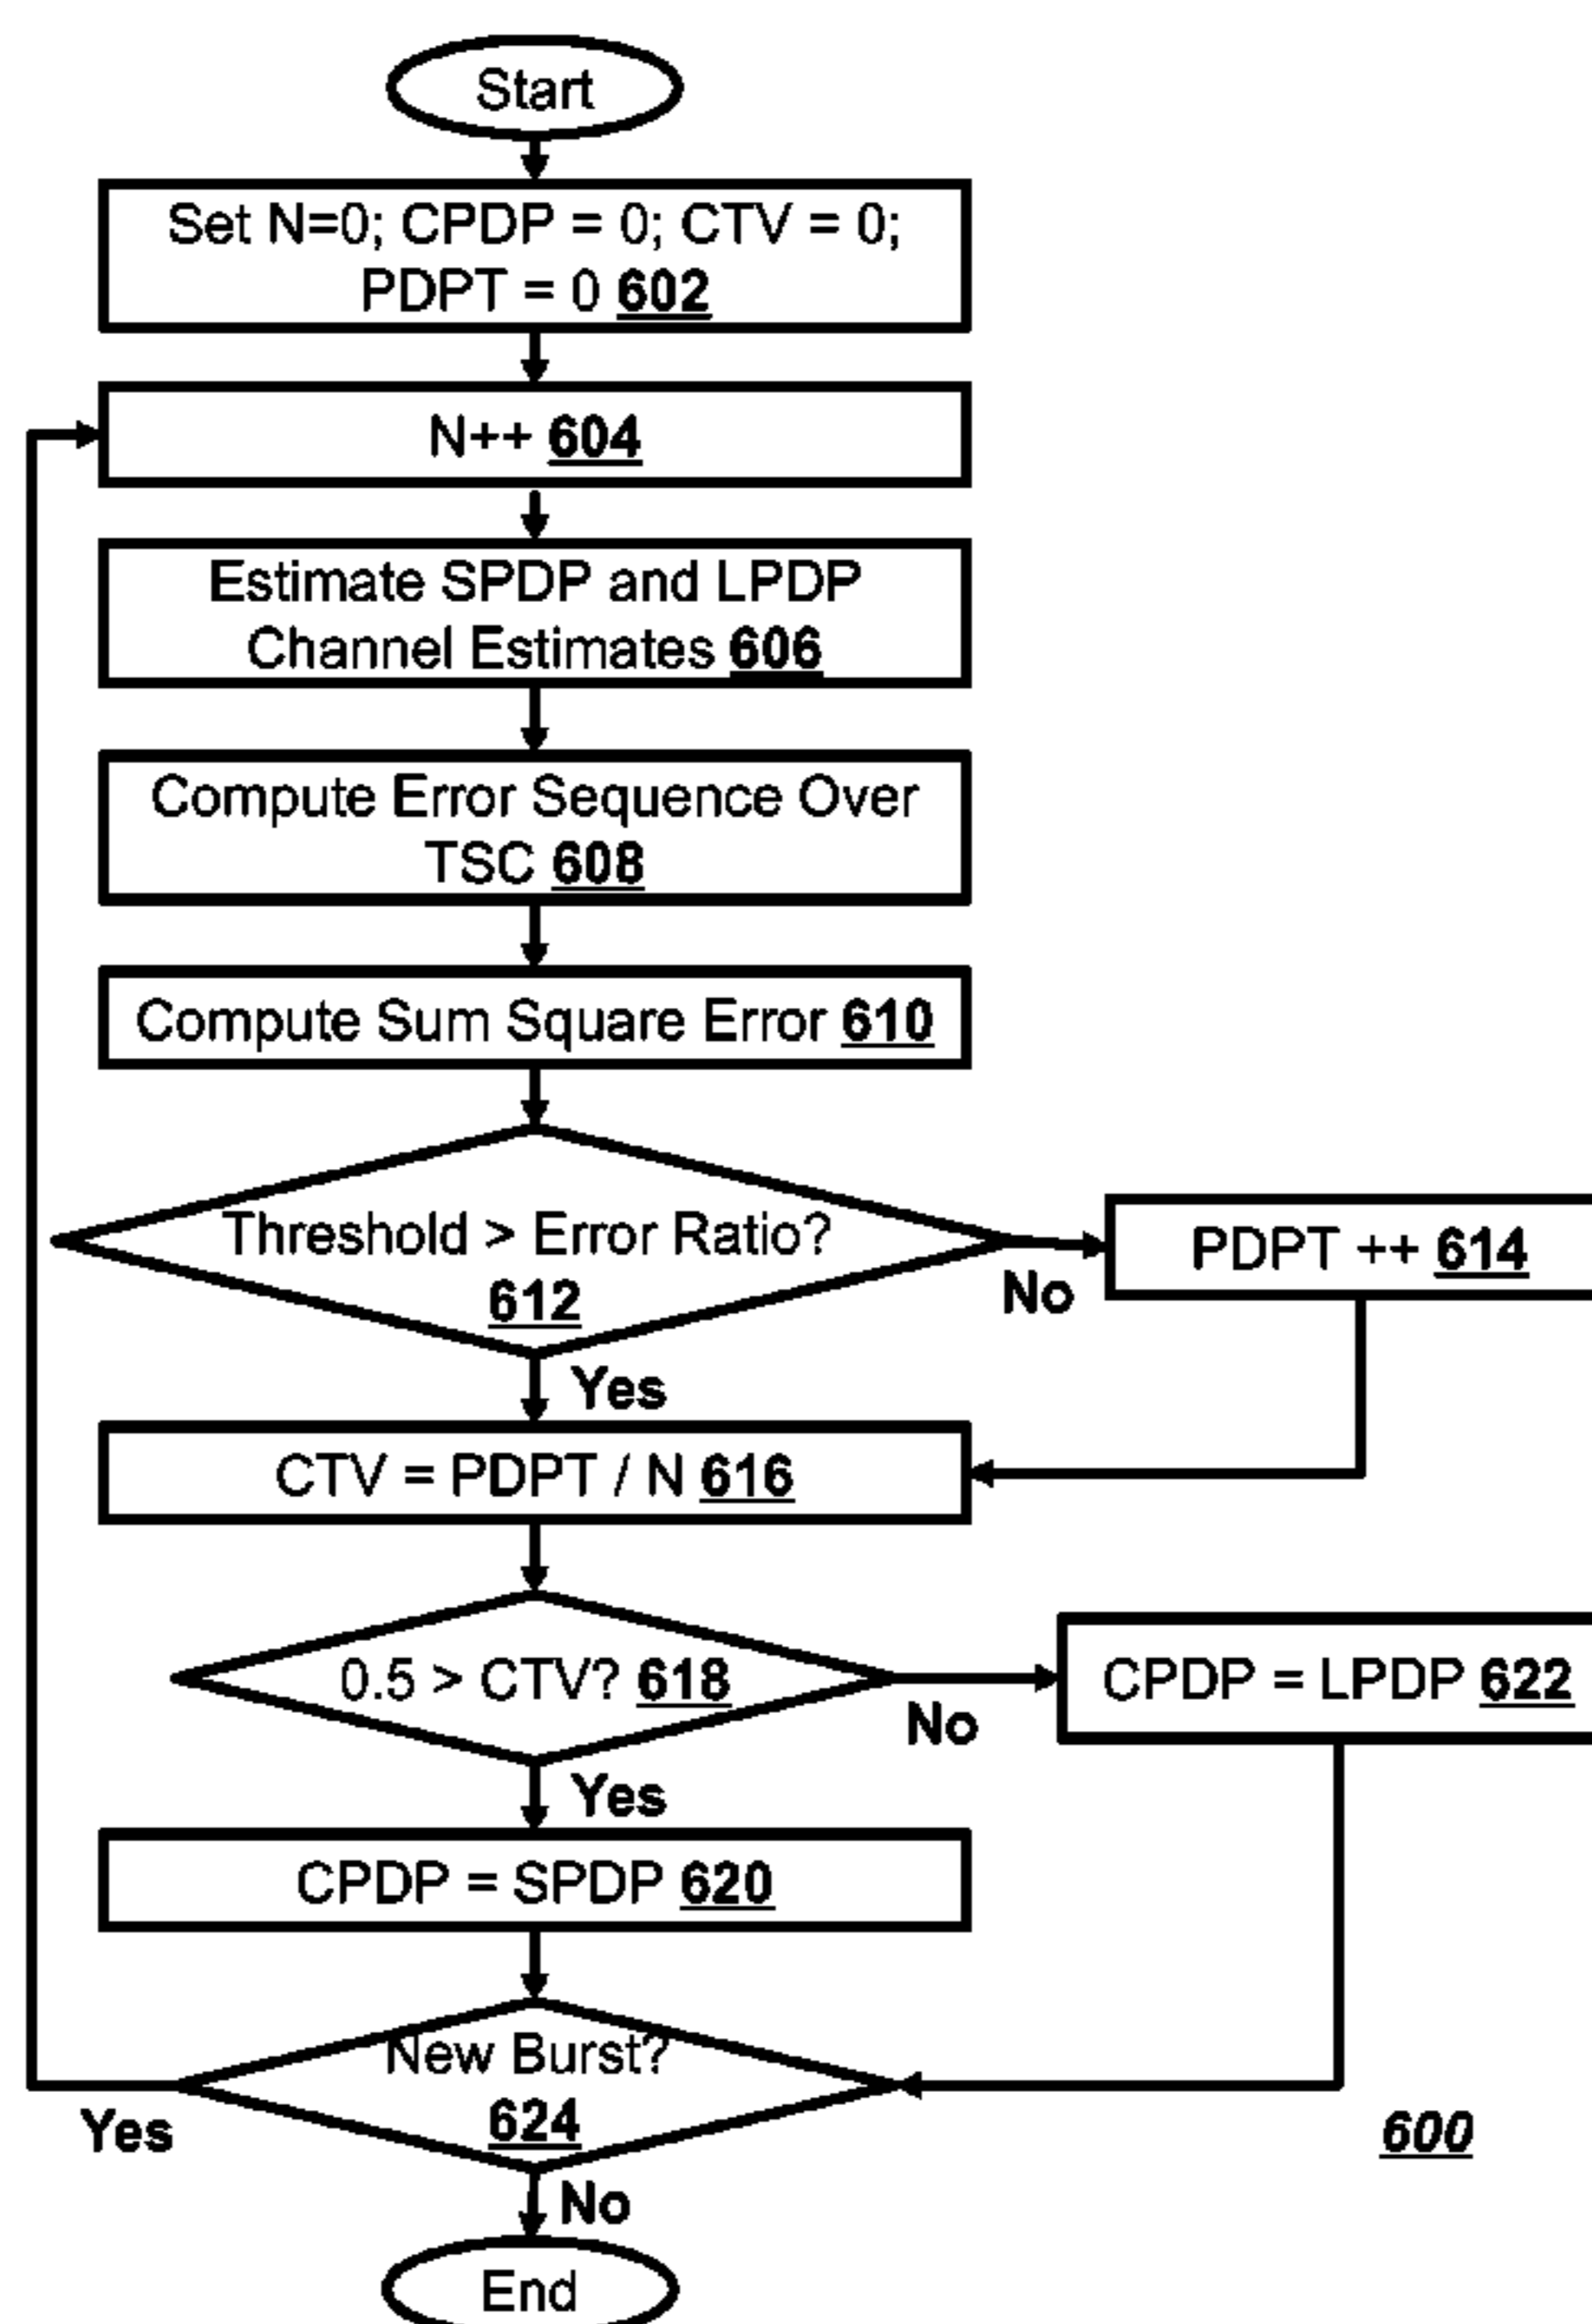 Start
Set N=0; CPDP = 0; CTV = 0;
PDPT = 0 602
N++ 604
Estimate SPDP and LPDP
Channel Estimates 606
Compute Error Sequence Over
TSC 608
Compute Sum Square Error 610
Threshold > Error Ratio?
612
No
PDPT ++ 614
Yes
CTV = PDPT / N 616
0.5 > CTV? 618
No
CPDP = LPDP 622
Yes
CPDP = SPDP 620
New Burst?
624
Yes
600
No
End